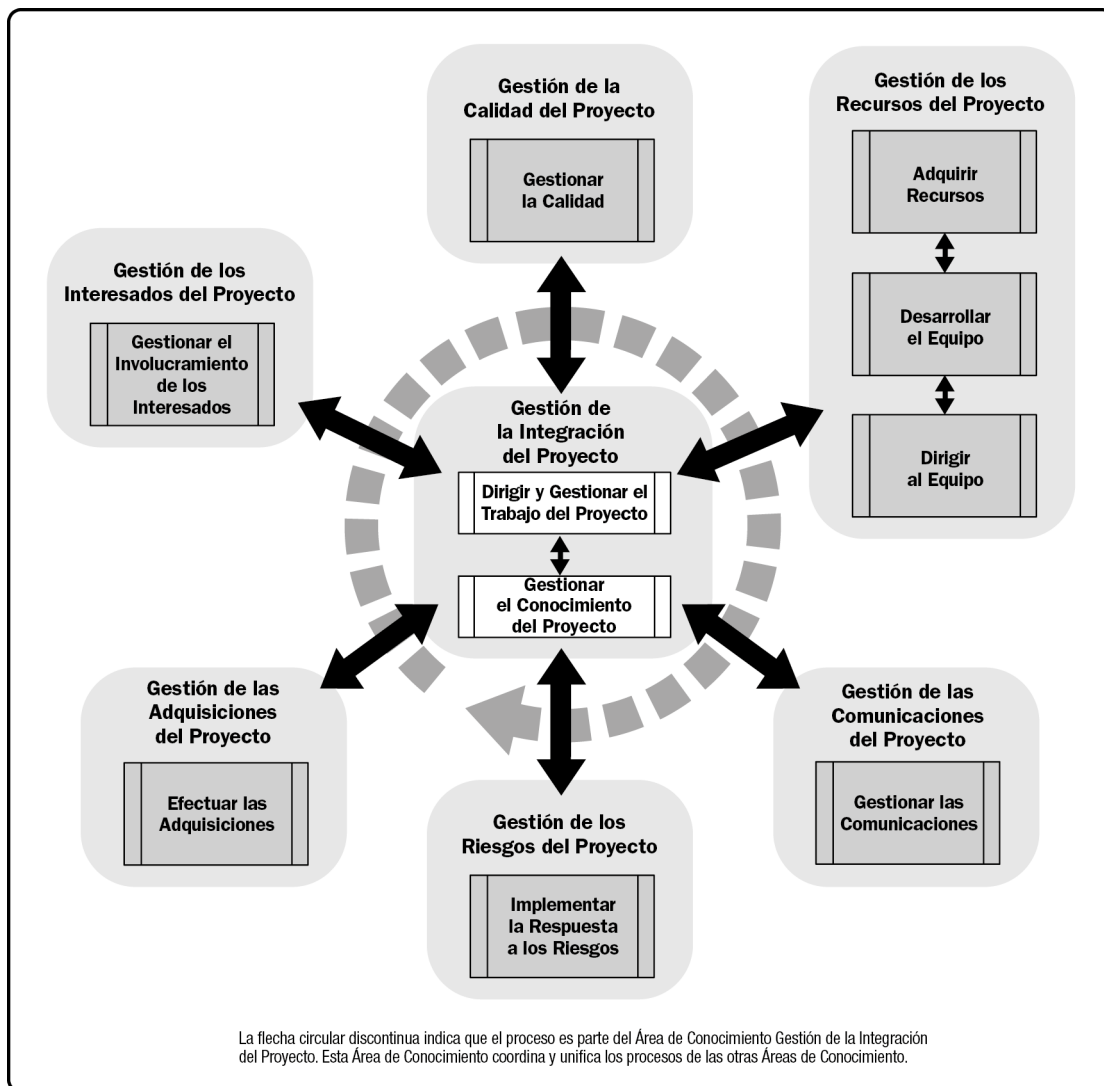 Gestión de la
Calidad del Proyecto
Gestionar
la Calidad
Gestión de los
Recursos del Proyecto
Adquirir
Recursos
Desarrollar
el Equipo
Dirigir
al Equipo
Gestión de los
Interesados del Proyecto
Gestionar el
Involucramiento
de los
Interesados
Gestión de
la Integración
del Proyecto
Dirigir y Gestionar el
Trabajo del Proyecto
Gestionar
el Conocimiento
del Proyecto
Gestión de las
Adquisiciones
del Proyecto
Efectuar las
Adquisiciones
Gestión de los
Riesgos del Proyecto
Implementar
la Respuesta
a los Riesgos
Gestión de las
Comunicaciones
del Proyecto
Gestionar las
Comunicaciones
La flecha circular discontinua indica que el proceso es parte del Área de Conocimiento Gestión de la Integración
del Proyecto. Esta Área de Conocimiento coordina y unifica los procesos de las otras Áreas de Conocimiento.